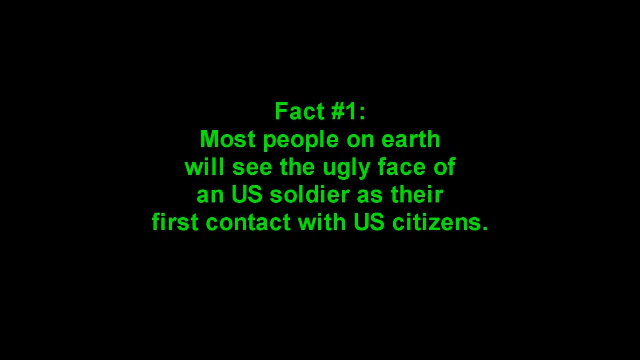 Fact #1:
Most people on earth
will see the ugly face of
an US soldier as their
first contact with US citizens.